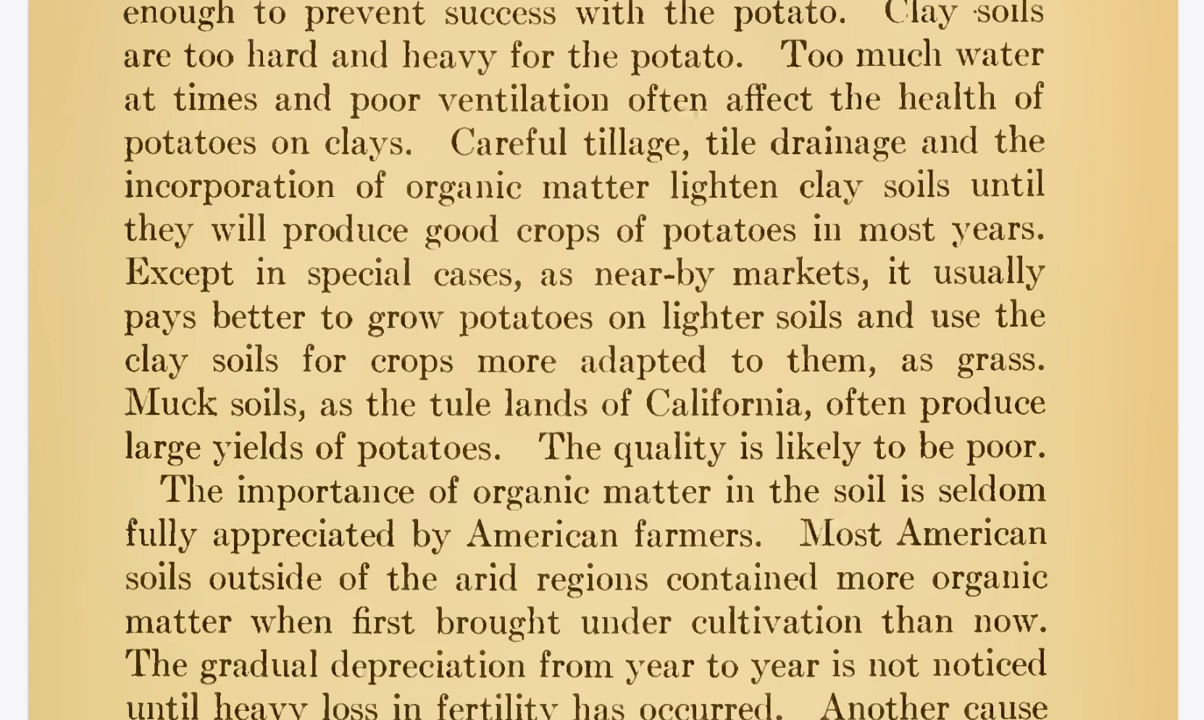 enough to prevent success with the potato. Clay soils
are too hard and heavy for the potato. Too much water
at times and poor ventilation often affect the health of
potatoes on clays. Careful tillage, tile drainage and the
incorporation of organic matter lighten clay soils until
they will produce good crops of potatoes in most years.
Except in special cases, as near-by markets, it usually
pays better to grow potatoes on lighter soils and use the
clay soils for crops more adapted to them, as grass.
Muck soils, as the tule lands of California, often produce
large yields of potatoes. The quality is likely to be poor.
The importance of organic matter in the soil is seldom
fully appreciated by American farmers. Most American
soils outside of the arid regions contained more organic
matter when first brought under cultivation than now.
The gradual depreciation from year to year is not noticed
until heavy loss in fertility has occurred. Another cause